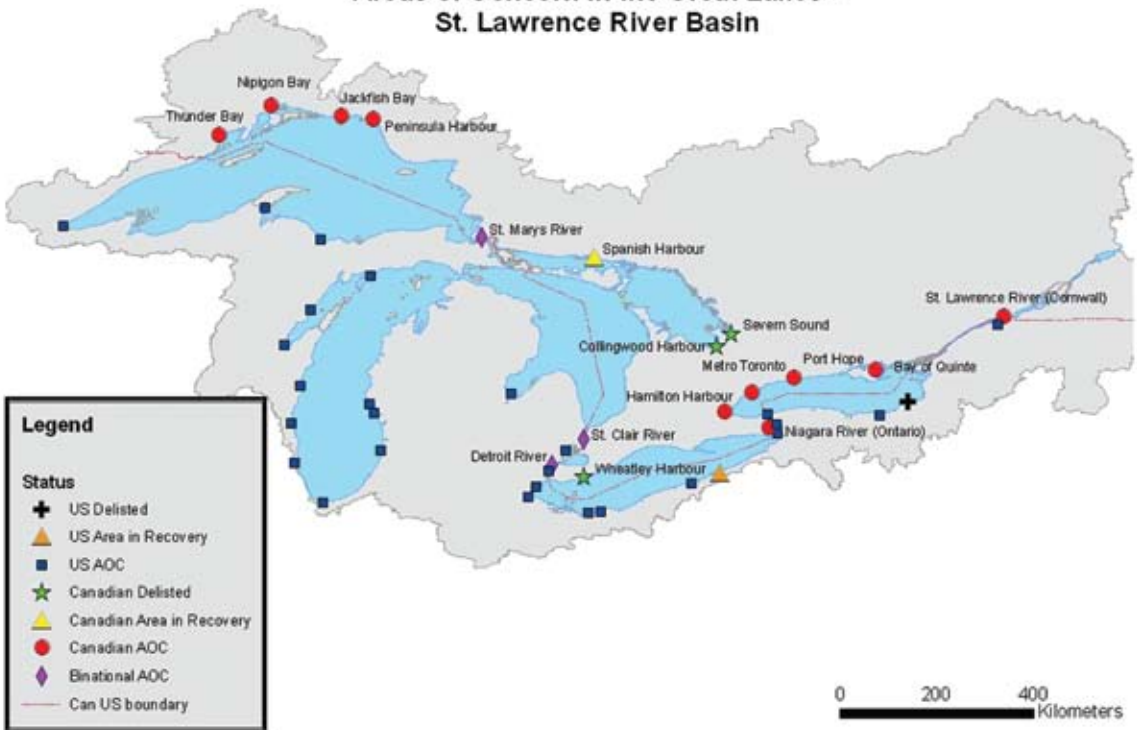 St. Lawrence River Basin
Nipigon Bay
Jackfish Bay
Thunder Bay
Peninsula Harbour
St. Marys River
Spanish Harbour
St. Lawrence River (Cornwall)
Severn Sound
Collingwood Harbour
Port Hope
Metro Toronto
Bay of Quinte
Hamilton Harbour
Niagara River (Ontario)
St. Clair River
Detroit River
Wheatley Harbour
Legend
Status
US Delisted
US Area in Recovery
US AOC
Canadian Delisted
Canadian Area in Recovery
Canadian AOC
Binational AOC
Can US boundary
0 200 400
Kilometers